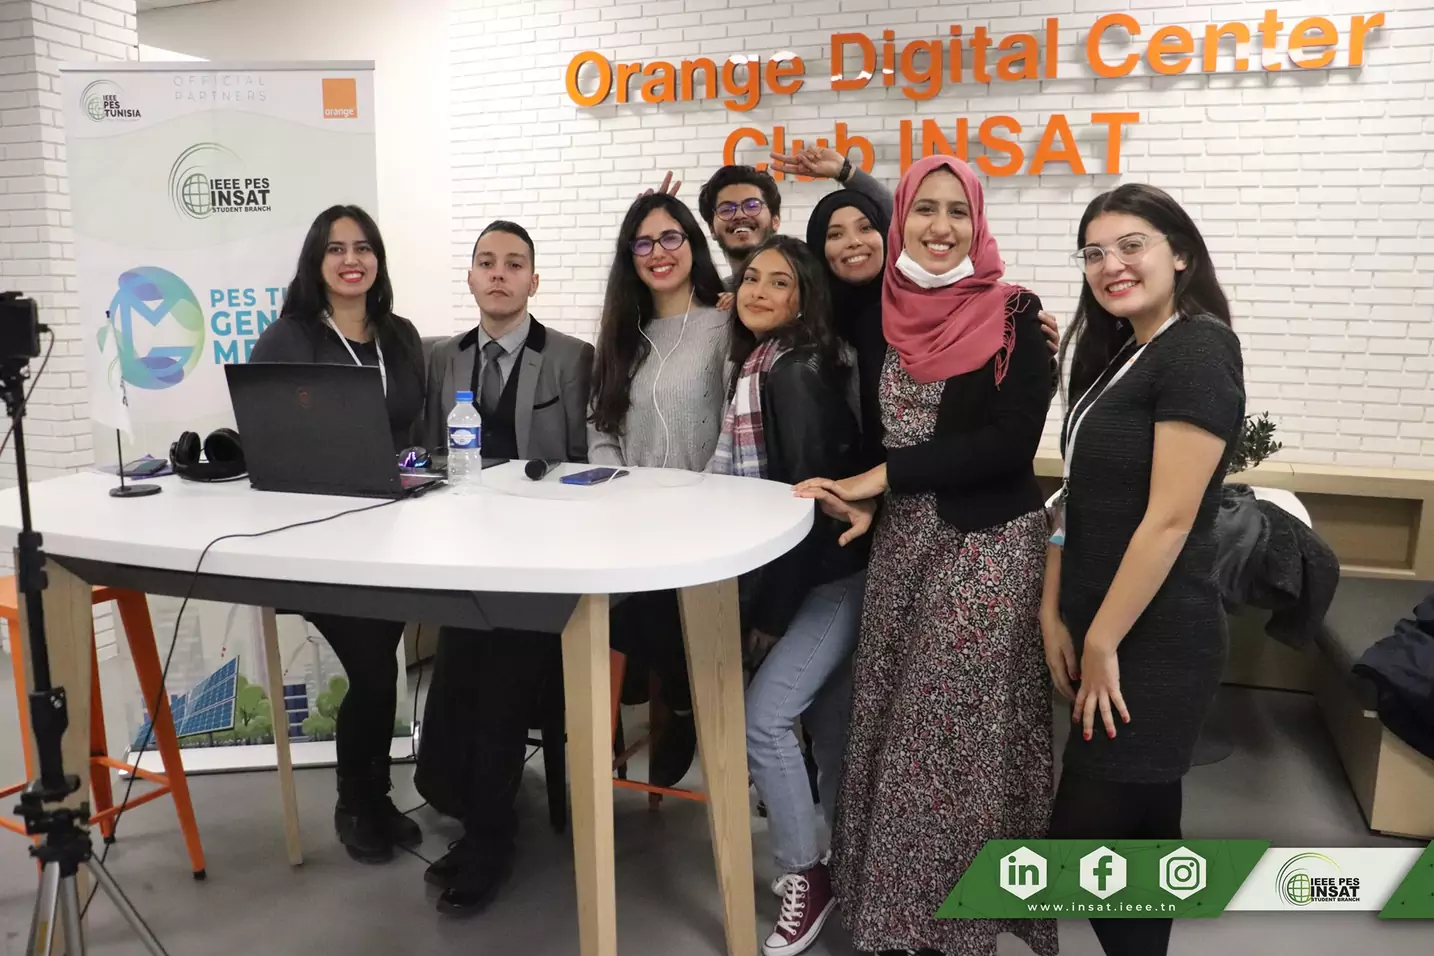 Orange Digital Center
Club INSAT
OFFICIAL
PARTNERS
IEEE
PES
TUNISIA
orange
IEEE PES
INSAT
STUDENT BRANCH
PES
GEN
ME
in
f
www.insat.ieee.tn
IEEE PES
INSAT
STUDENT BRANCH